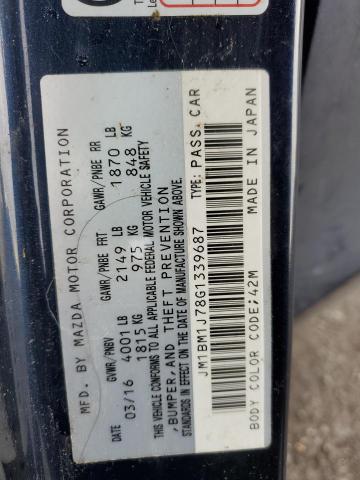 MFD. BY MAZDA MOTOR CORPORATION
DATE GVWR/PNBV GAWR/PNBE FRT GAWR/PNBE RR
03/16 4001 LB 2149 LB 1870 LB
1815 KG 975 KG 848 KG
THIS VEHICLE CONFORMS TO ALL APPLICABLE FEDERAL MOTOR VEHICLE SAFETY
,BUMPER,AND THEFT PREVENTION
STANDARDS IN EFFECT ON THE DATE OF MANUFACTURE SHOWN ABOVE.
JM1BM1J78G1339687 TYPE: PASS. CAR
BODY COLOR CODE:42M MADE IN JAPAN